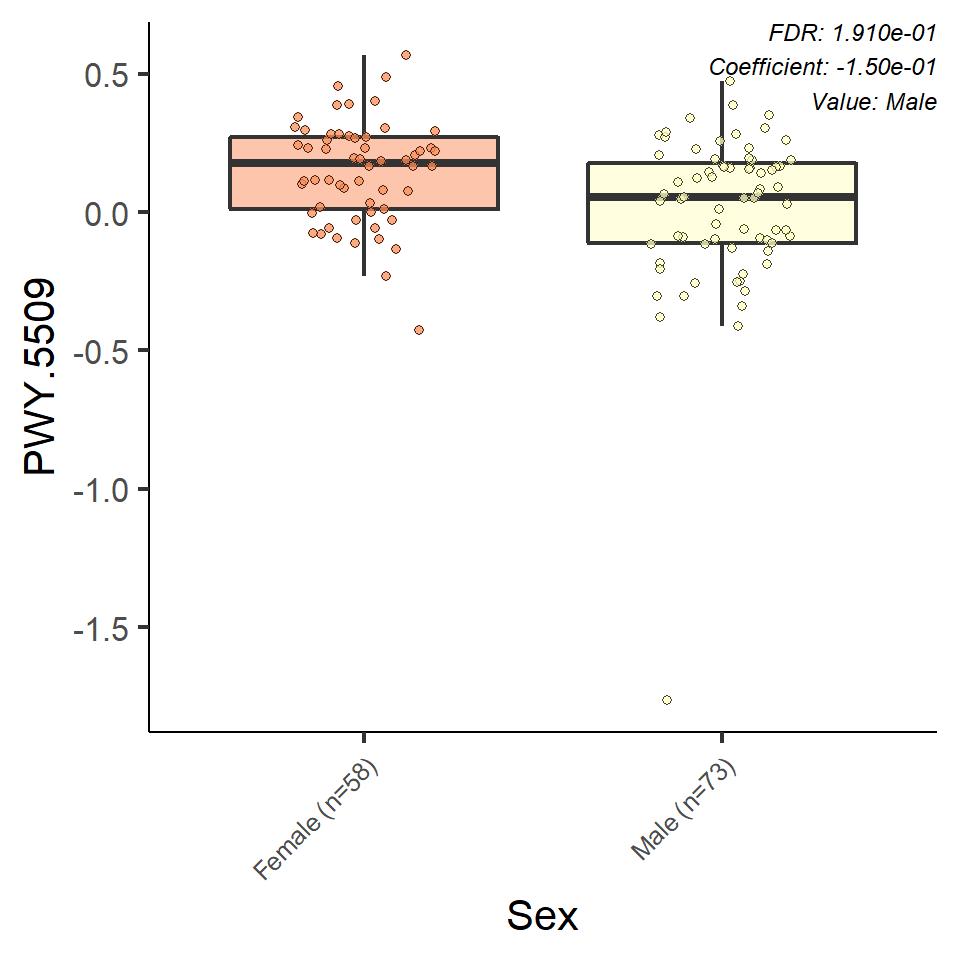 FDR: 1.910e-01
Coefficient: -1.50e-01
Value: Male
PWY.5509
0.5
0.0
-0.5
-1.0
-1.5
Female (n=58)
Male (n=73)
Sex